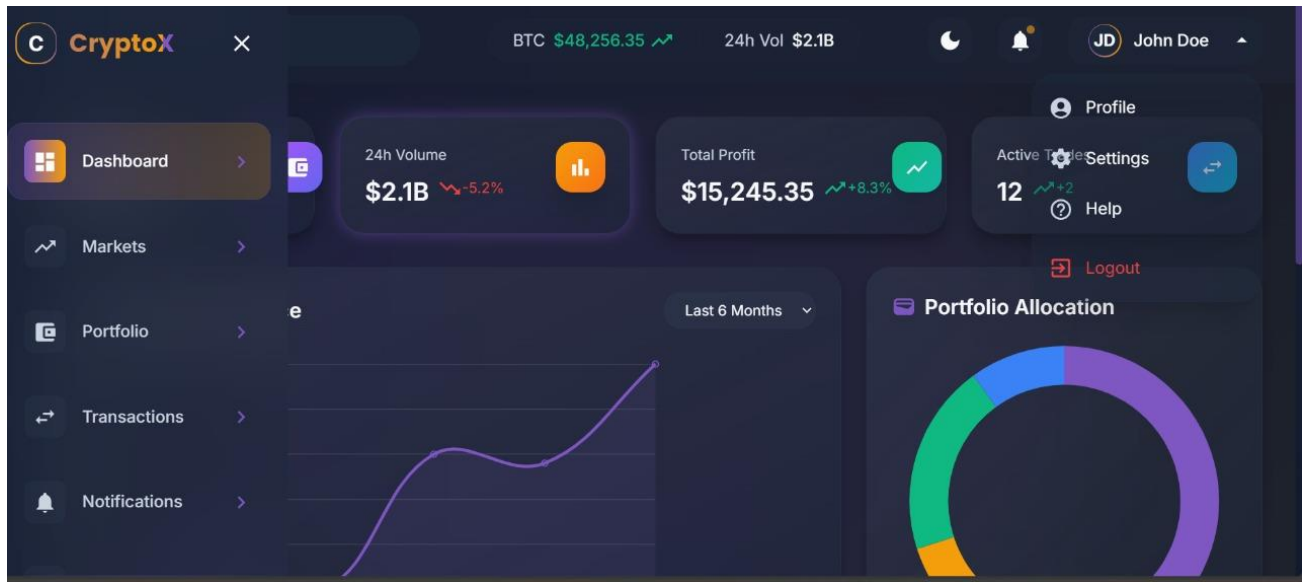 C CryptoX
BTC $48,256.35 24h Vol $2.1B
JD John Doe
Profile
Settings
Help
Logout
Dashboard
Markets
Portfolio
Transactions
Notifications
24h Volume
$2.1B -5.2%
Total Profit
$15,245.35 +8.3%
Active Trades
12 +2
e
Last 6 Months
Portfolio Allocation